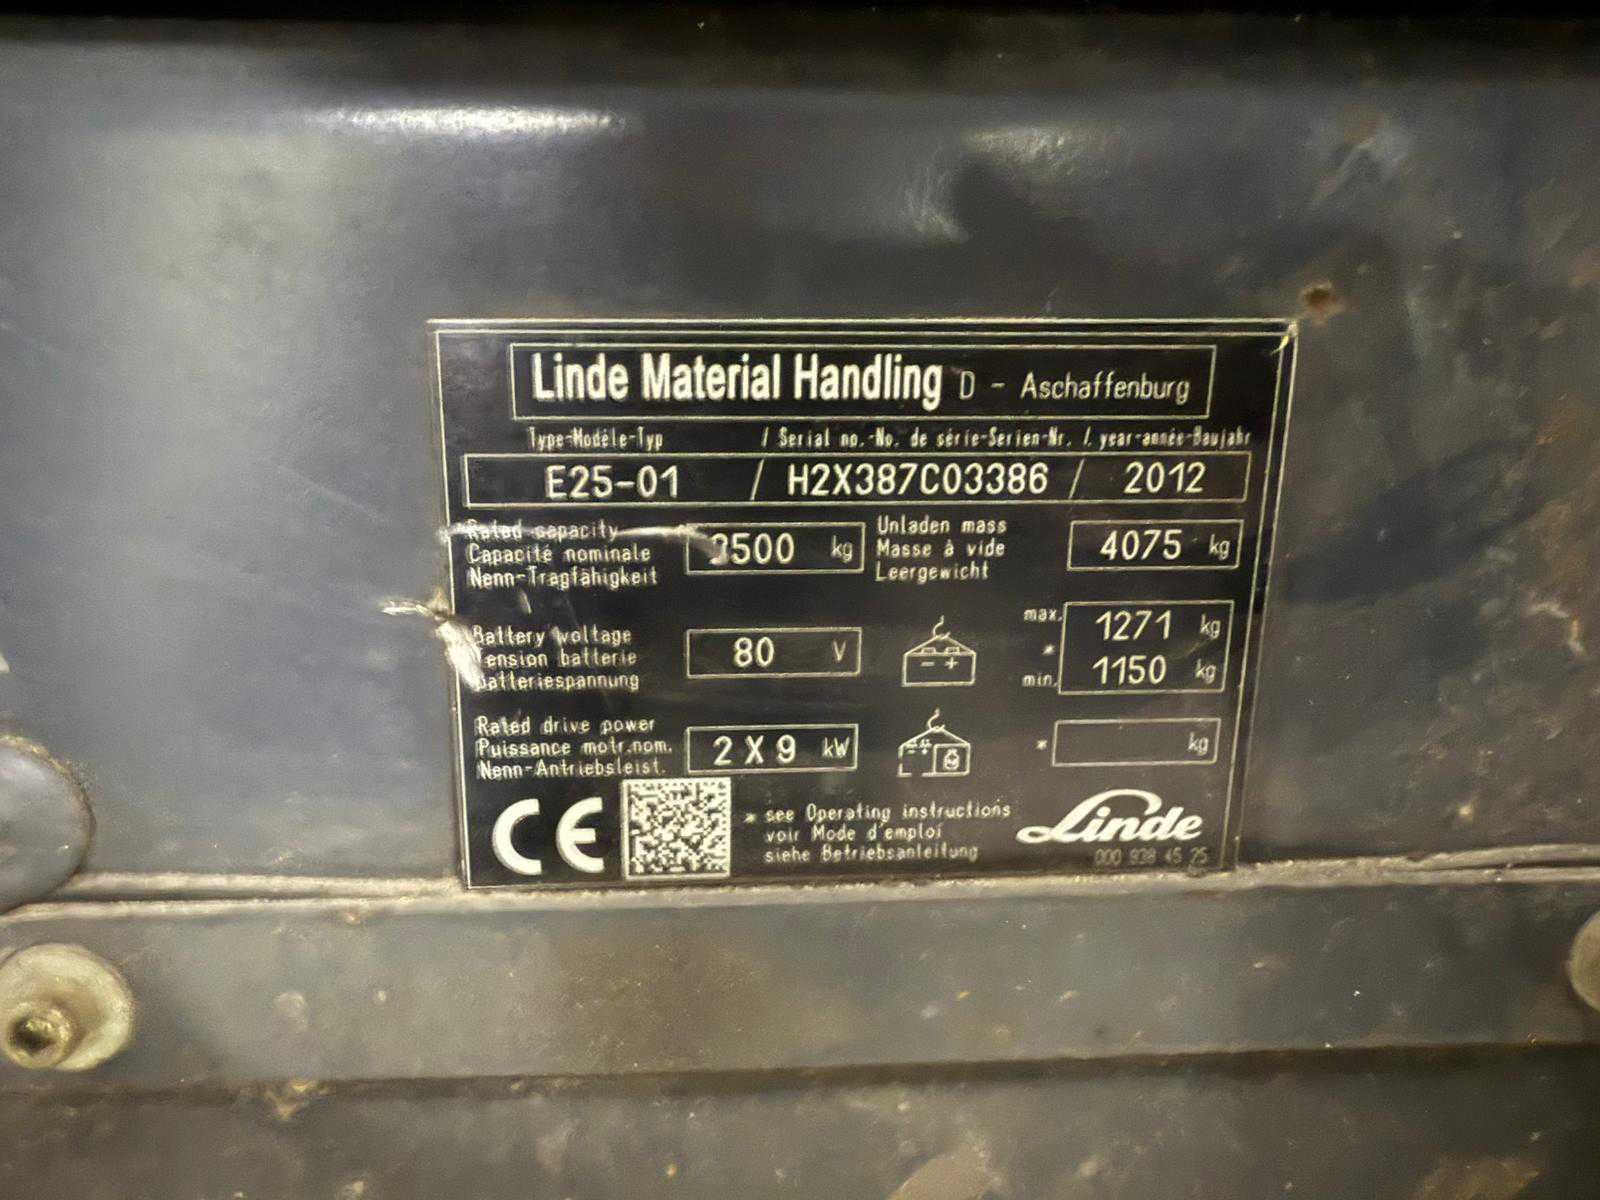 Linde Material Handling D - Aschaffenburg
Type-Modèle-Typ / Serial no.-No. de série-Serien-Nr. / year-année-Baujahr
E25-01 / H2X387C03386 / 2012
Rated capacity
Capacité nominale
Nenn-Tragfähigkeit
2500 kg
Unladen mass
Masse à vide
Leergewicht
4075 kg
Battery voltage
Tension batterie
Batteriespannung
80 V
- +
max. 1271 kg
*
min. 1150 kg
Rated drive power
Puissance motr.nom.
Nenn-Antriebsleist.
2 X 9 kW
* kg
CE
* see Operating instructions
voir Mode d'emploi
siehe Betriebsanleitung
Linde
000 938 45 25